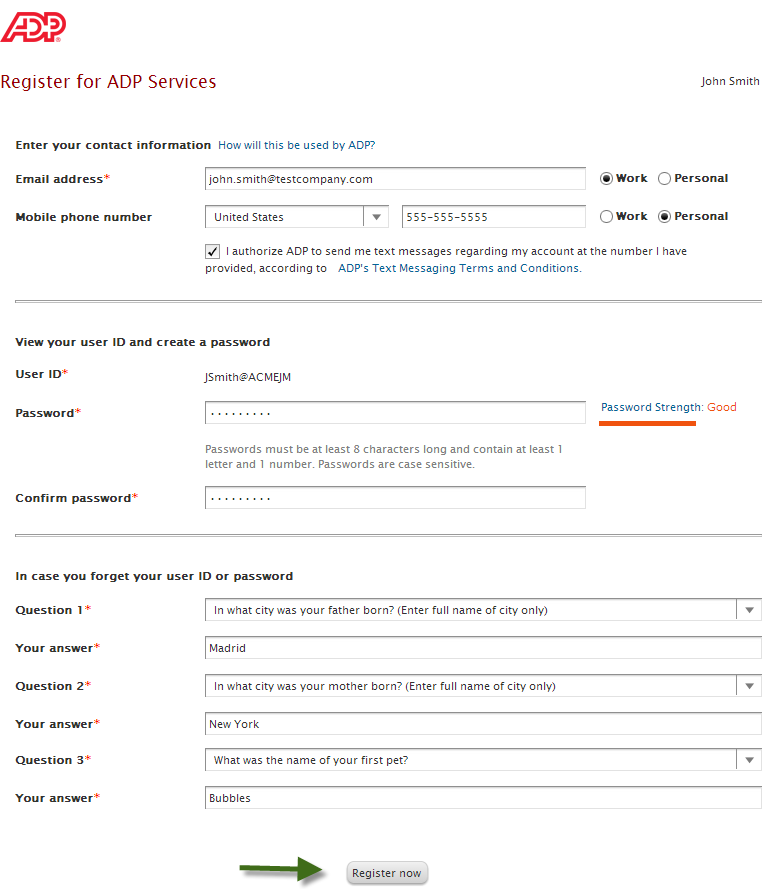 ADP®
Register for ADP Services
John Smith
Enter your contact information How will this be used by ADP?
Email address* john.smith@testcompany.com Work Personal
Mobile phone number United States 555-555-5555 Work Personal
I authorize ADP to send me text messages regarding my account at the number I have
provided, according to ADP's Text Messaging Terms and Conditions.
View your user ID and create a password
User ID* JSmith@ACMEJM
Password* ········· Password Strength: Good
Passwords must be at least 8 characters long and contain at least 1
letter and 1 number. Passwords are case sensitive.
Confirm password* ·········
In case you forget your user ID or password
Question 1* In what city was your father born? (Enter full name of city only)
Your answer* Madrid
Question 2* In what city was your mother born? (Enter full name of city only)
Your answer* New York
Question 3* What was the name of your first pet?
Your answer* Bubbles
Register now